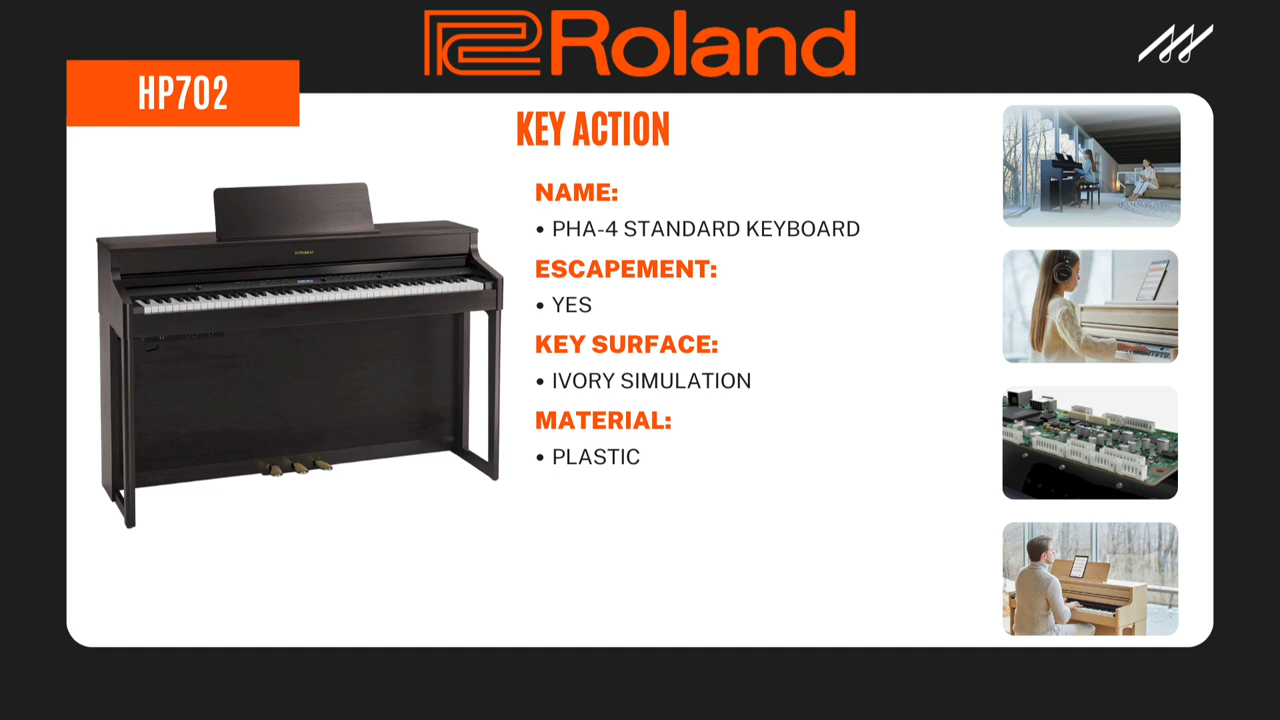 Roland
HP702
KEY ACTION
NAME:
• PHA-4 STANDARD KEYBOARD
ESCAPEMENT:
• YES
KEY SURFACE:
• IVORY SIMULATION
MATERIAL:
• PLASTIC